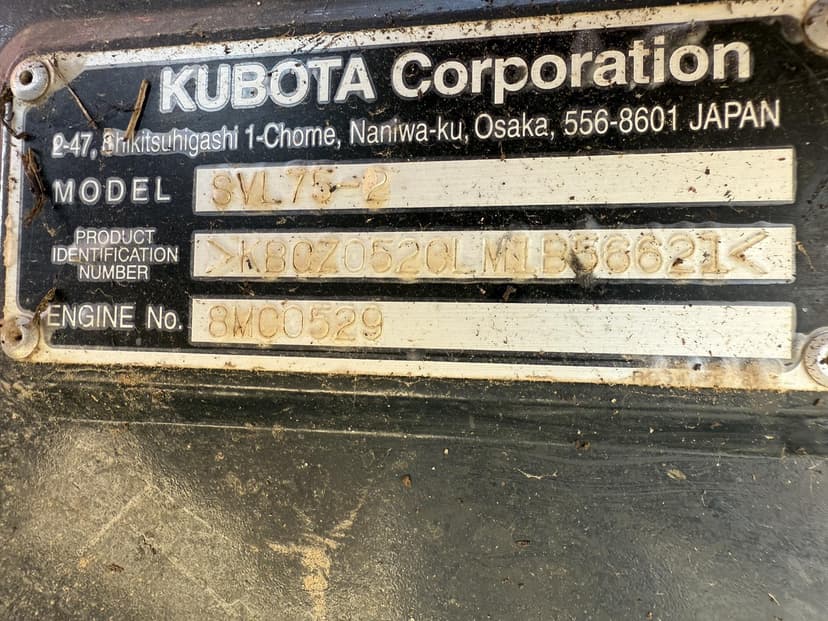 KUBOTA Corporation
2-47, Shikitsuhigashi 1-Chome, Naniwa-ku, Osaka, 556-8601 JAPAN
MODEL SVL75-2
PRODUCT
IDENTIFICATION
NUMBER
>KBCZ052CLM1B56621<
ENGINE No. 8MC0529